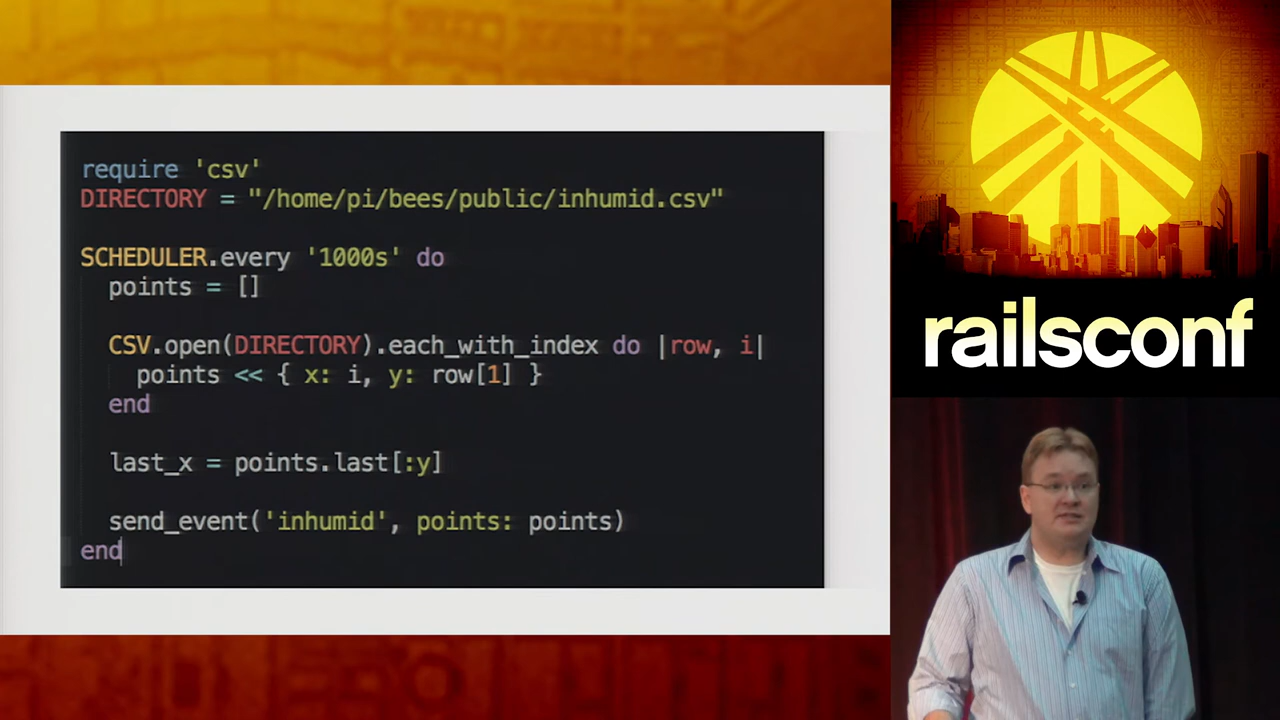 require 'csv'
DIRECTORY = "/home/pi/bees/public/inhumid.csv"
SCHEDULER.every '1000s' do
points = []
CSV.open(DIRECTORY).each_with_index do |row, i|
points << { x: i, y: row[1] }
end
last_x = points.last[:y]
send_event('inhumid', points: points)
end
railsconf